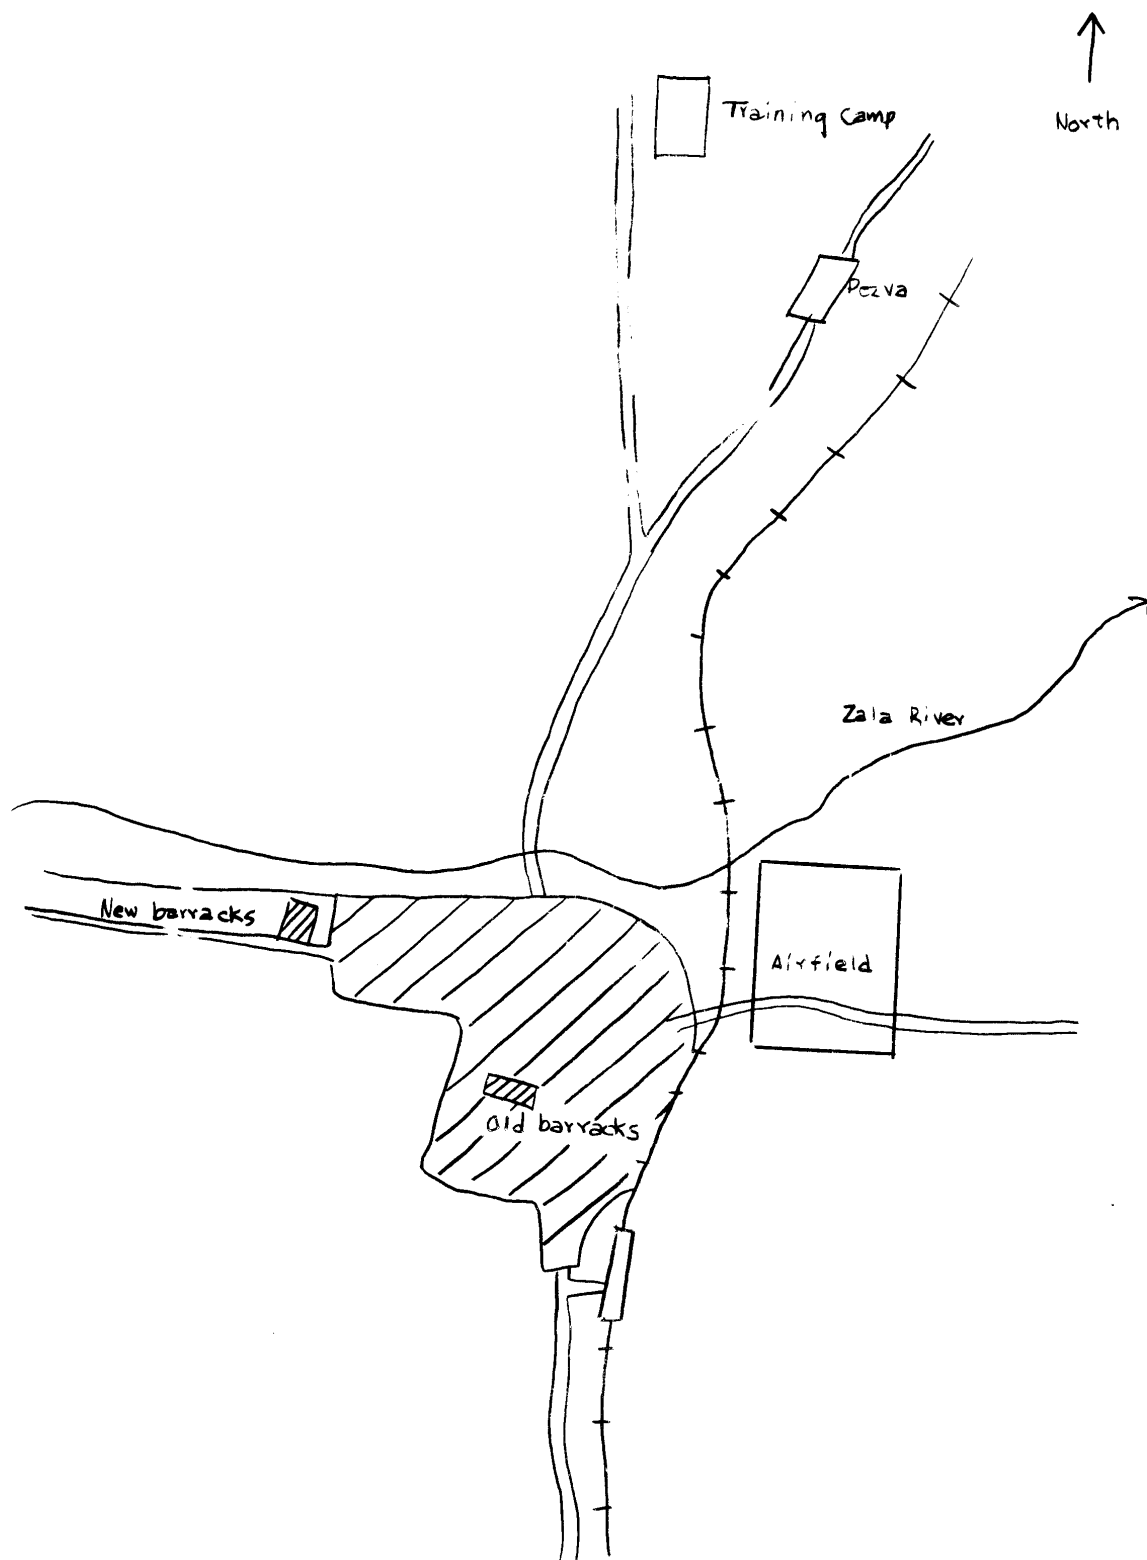 Training Camp
North
Pezva
Zala River
New barracks
Airfield
Old barracks